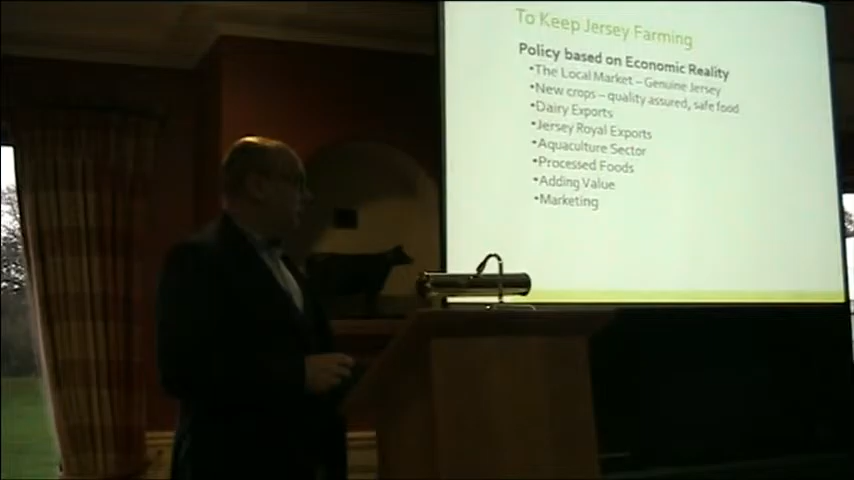 To Keep Jersey Farming
Policy based on Economic Reality
•The Local Market – Genuine Jersey
•New crops – quality assured, safe food
•Dairy Exports
•Jersey Royal Exports
•Aquaculture Sector
•Processed Foods
•Adding Value
•Marketing